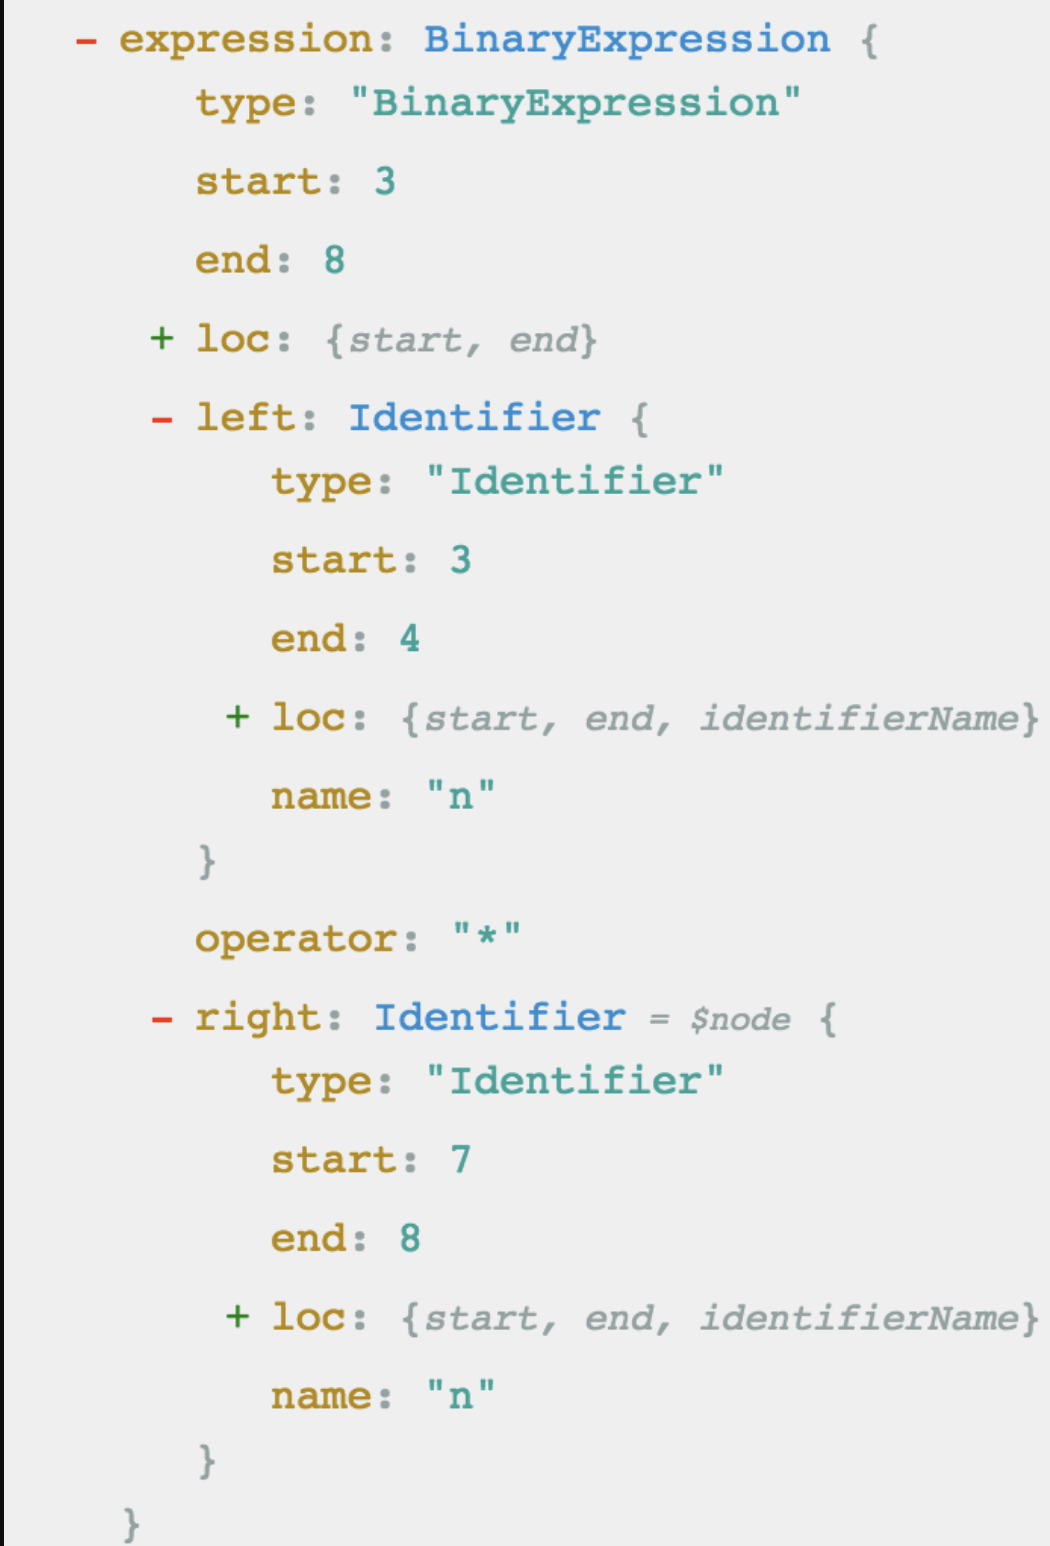 - expression: BinaryExpression {
type: "BinaryExpression"
start: 3
end: 8
+ loc: {start, end}
- left: Identifier {
type: "Identifier"
start: 3
end: 4
+ loc: {start, end, identifierName}
name: "n"
}
operator: "*"
- right: Identifier = $node {
type: "Identifier"
start: 7
end: 8
+ loc: {start, end, identifierName}
name: "n"
}
}